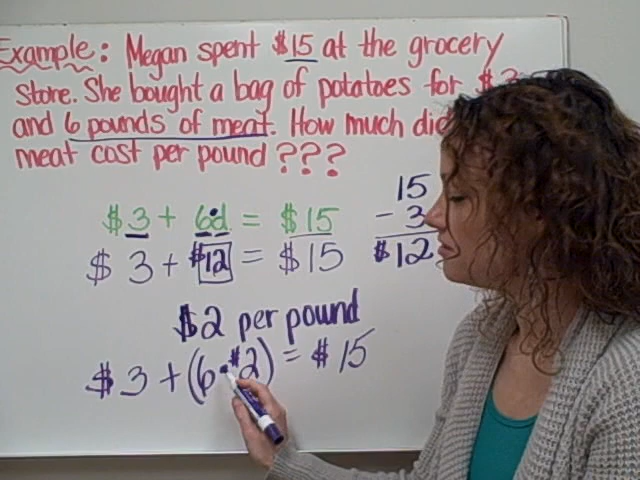 Example: Megan spent $15 at the grocery
store. She bought a bag of potatoes for $3
and 6 pounds of meat. How much did
meat cost per pound???
$3 + 6d = $15
$3 + $12 = $15
15
- 3
$12
$2 per pound
$3 + (6·$2) = $15